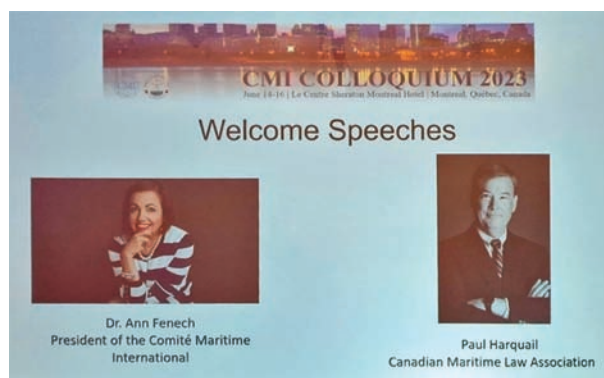 CMI COLLOQUIUM 2023
June 14-16 | Le Centre Sheraton Montreal Hotel | Montreal, Québec, Canada
Welcome Speeches
Dr. Ann Fenech
President of the Comité Maritime
International
Paul Harquail
Canadian Maritime Law Association